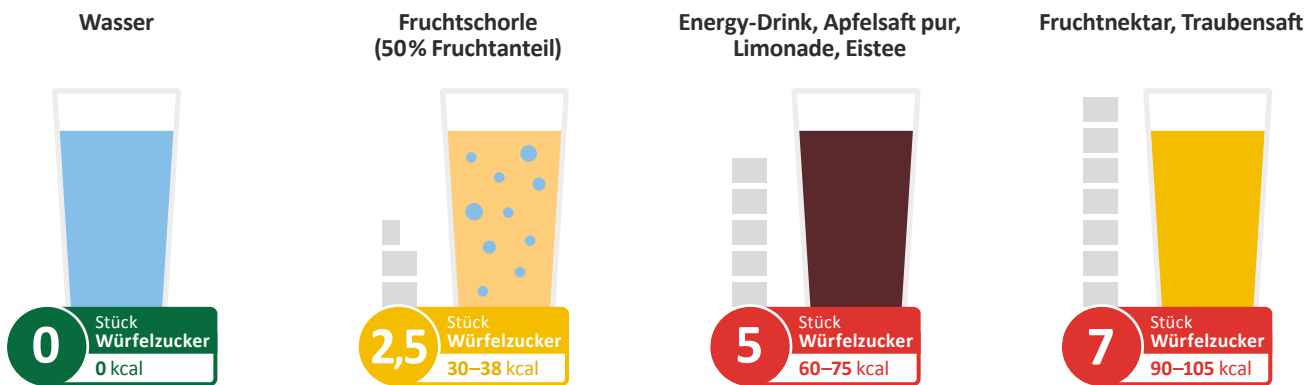 Wasser
Fruchtschorle
(50% Fruchtanteil)
Energy-Drink, Apfelsaft pur,
Limonade, Eistee
Fruchtnektar, Traubensaft
0
Stück
Würfelzucker
0 kcal
2,5
Stück
Würfelzucker
30–38 kcal
5
Stück
Würfelzucker
60–75 kcal
7
Stück
Würfelzucker
90–105 kcal